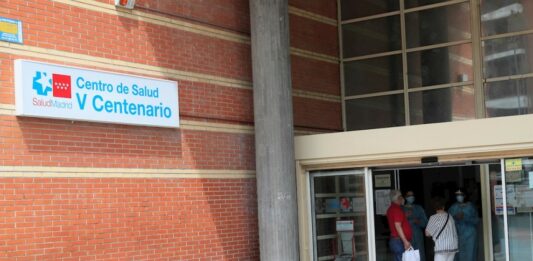 Centro de Salud
V Centenario
SaludMadrid